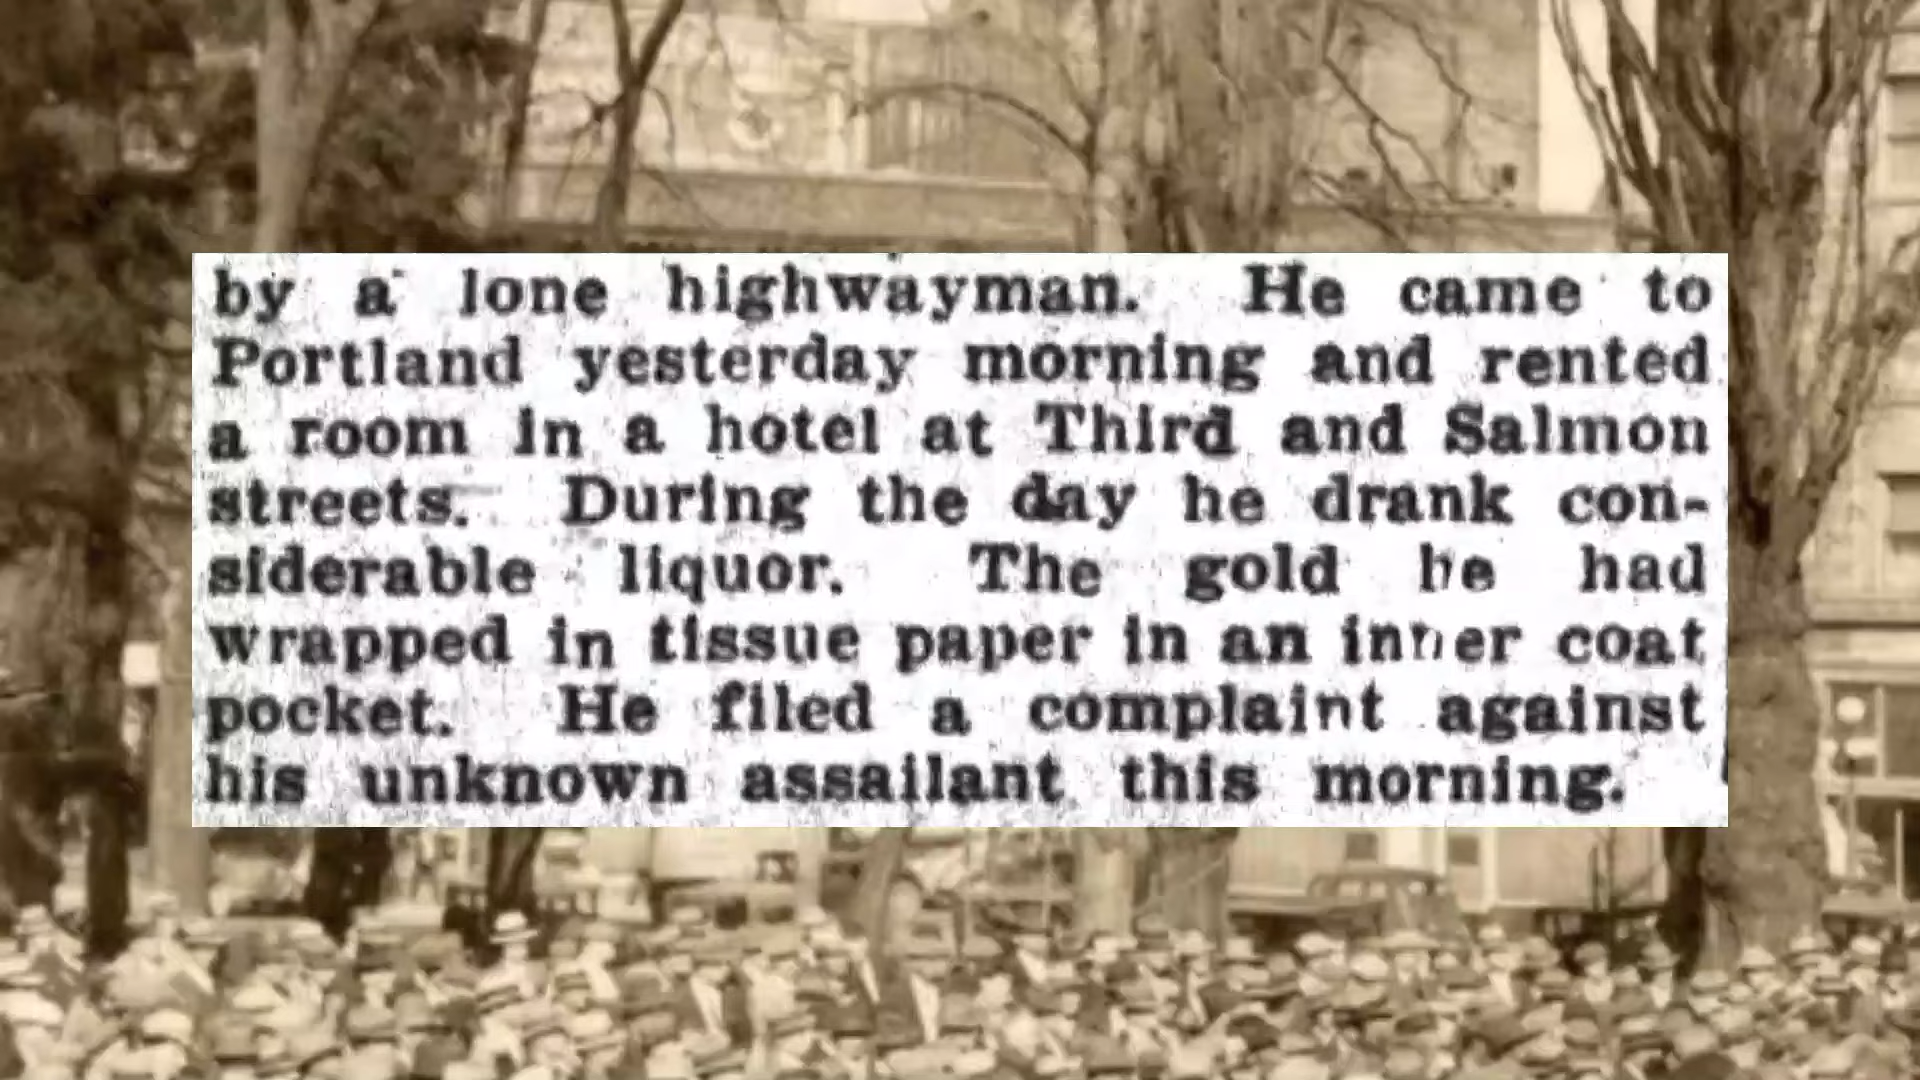 by a lone highwayman. He came to
Portland yesterday morning and rented
a room in a hotel at Third and Salmon
streets. During the day he drank con-
siderable liquor. The gold he had
wrapped in tissue paper in an inner coat
pocket. He filed a complaint against
his unknown assailant this morning.